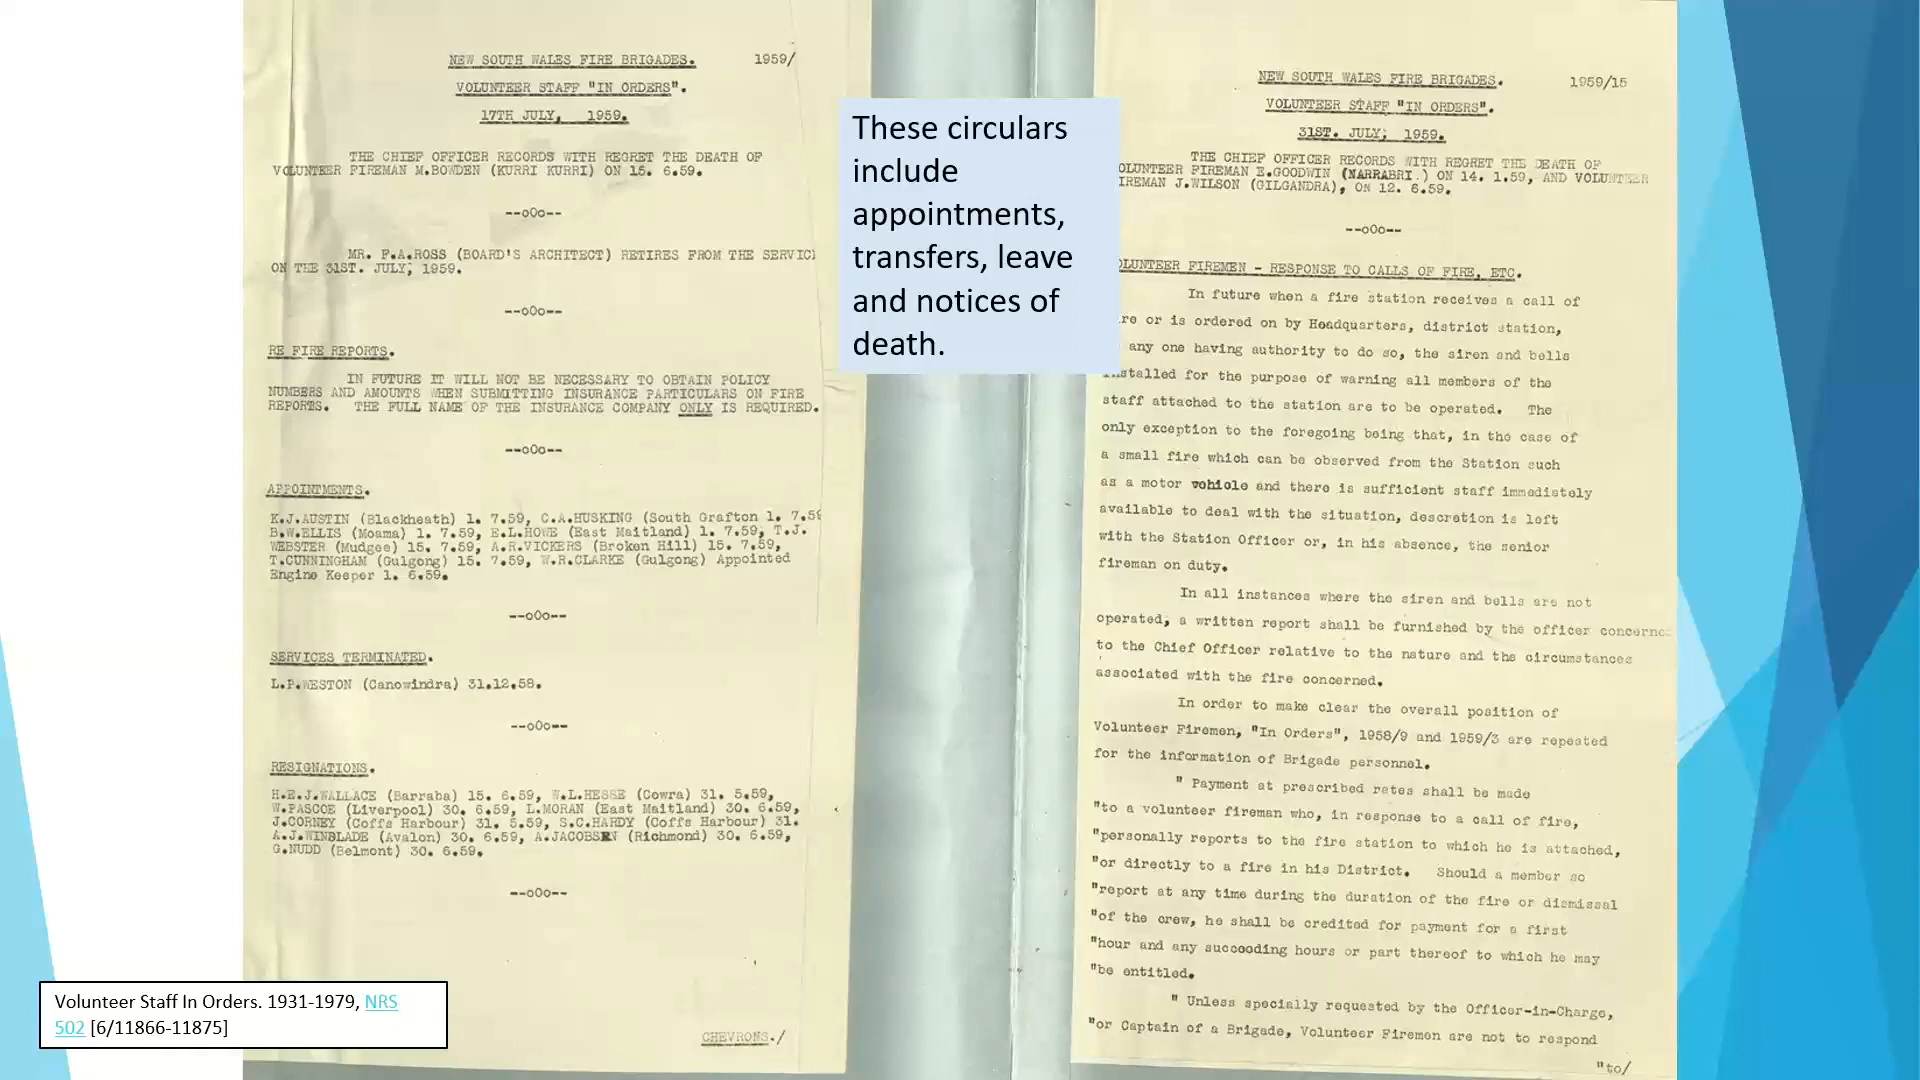 NEW SOUTH WALES FIRE BRIGADES. 1959/
VOLUNTEER STAFF "IN ORDERS".
17TH JULY, 1959.
THE CHIEF OFFICER RECORDS WITH REGRET THE DEATH OF
VOLUNTEER FIREMAN M.BOWDEN (KURRI KURRI) ON 15. 6.59.
--oOo--
MR. F.A.ROSS (BOARD'S ARCHITECT) RETIRES FROM THE SERVIC
ON THE 31ST. JULY, 1959.
--oOo--
RE FIRE REPORTS.
IN FUTURE IT WILL NOT BE NECESSARY TO OBTAIN POLICY
NUMBERS AND AMOUNTS WHEN SUBMITTING INSURANCE PARTICULARS ON FIRE
REPORTS. THE FULL NAME OF THE INSURANCE COMPANY ONLY IS REQUIRED.
--oOo--
APPOINTMENTS.
K.J.AUSTIN (Blackheath) 1. 7.59, C.A.HUSKING (South Grafton 1. 7.59
B.W.ELLIS (Moama) 1. 7.59, E.L.HOWE (East Maitland) 1. 7.59, T.J.
WEBSTER (Mudgee) 15. 7.59, A.R.VICKERS (Broken Hill) 15. 7.59,
T.CUNNINGHAM (Gulgong) 15. 7.59, W.R.CLARKE (Gulgong) Appointed
Engine Keeper 1. 6.59.
--oOo--
SERVICES TERMINATED.
L.P.WESTON (Canowindra) 31.12.58.
--oOo--
RESIGNATIONS.
H.E.J.WALLACE (Barraba) 15. 6.59, W.L.HESSE (Cowra) 31. 5.59,
W.PASCOE (Liverpool) 30. 6.59, L.MORAN (East Maitland) 30. 6.59,
J.CORNEY (Coffs Harbour) 31. 5.59, S.C.HARDY (Coffs Harbour) 31.
A.J.WINBLADE (Avalon) 30. 6.59, A.JACOBSEN (Richmond) 30. 6.59,
G.NUDD (Belmont) 30. 6.59.
--oOo--
CHEVRONS./
These circulars
include
appointments,
transfers, leave
and notices of
death.
NEW SOUTH WALES FIRE BRIGADES. 1959/15
VOLUNTEER STAFF "IN ORDERS".
31ST. JULY, 1959.
THE CHIEF OFFICER RECORDS WITH REGRET THE DEATH OF
OLUNTEER FIREMAN E.GOODWIN (NARRABRI.) ON 14. 1.59, AND VOLUNTEER
IREMAN J.WILSON (GILGANDRA), ON 12. 6.59.
--oOo--
OLUNTEER FIREMEN - RESPONSE TO CALLS OF FIRE, ETC.
In future when a fire station receives a call of
re or is ordered on by Headquarters, district station,
any one having authority to do so, the siren and bells
nstalled for the purpose of warning all members of the
staff attached to the station are to be operated. The
only exception to the foregoing being that, in the case of
a small fire which can be observed from the Station such
as a motor vehicle and there is sufficient staff immediately
available to deal with the situation, descretion is left
with the Station Officer or, in his absence, the senior
fireman on duty.
In all instances where the siren and bells are not
operated, a written report shall be furnished by the officer concerne
to the Chief Officer relative to the nature and the circumstances
associated with the fire concerned.
In order to make clear the overall position of
Volunteer Firemen, "In Orders", 1958/9 and 1959/3 are repeated
for the information of Brigade personnel.
" Payment at prescribed rates shall be made
"to a volunteer fireman who, in response to a call of fire,
"personally reports to the fire station to which he is attached,
"or directly to a fire in his District. Should a member so
"report at any time during the duration of the fire or dismissal
"of the crew, he shall be credited for payment for a first
"hour and any succeeding hours or part thereof to which he may
"be entitled.
" Unless specially requested by the Officer-in-Charge,
"or Captain of a Brigade, Volunteer Firemen are not to respond
"to/
Volunteer Staff In Orders. 1931-1979, NRS
502 [6/11866-11875]